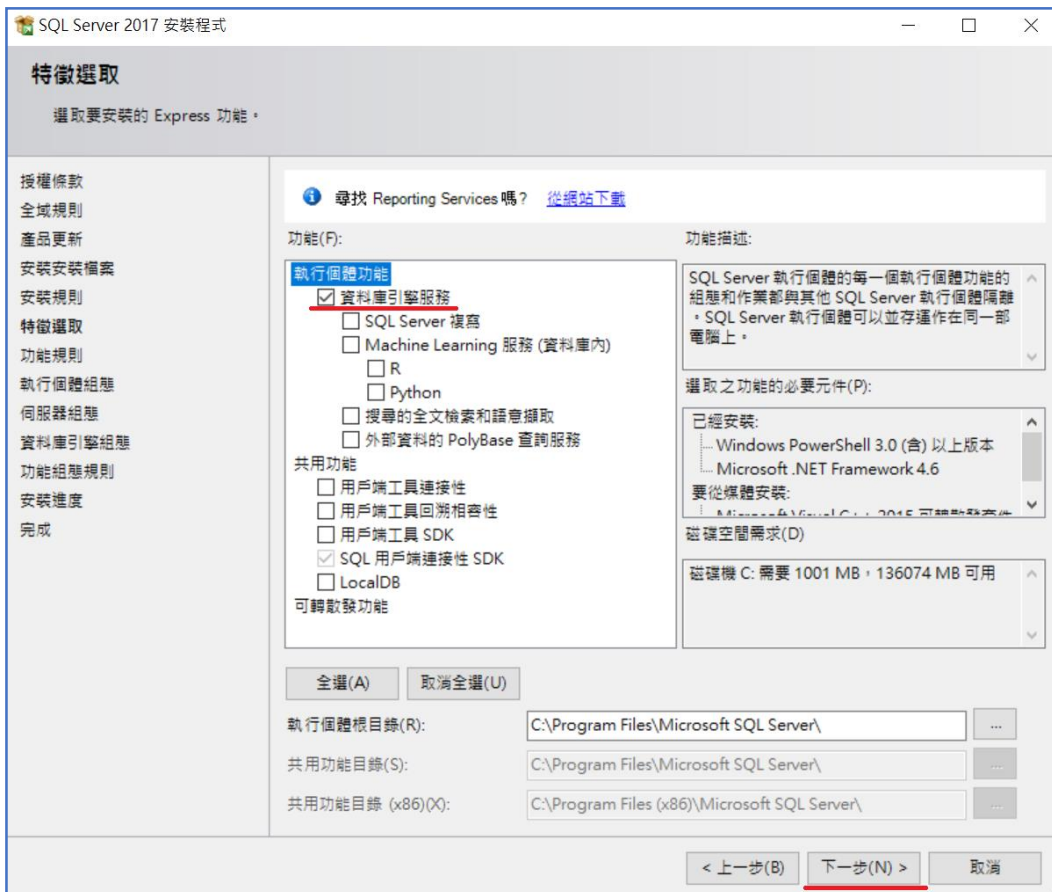 SQL Server 2017 安裝程式
特徵選取
選取要安裝的 Express 功能。
授權條款
全域規則
產品更新
安裝安裝檔案
安裝規則
特徵選取
功能規則
執行個體組態
伺服器組態
資料庫引擎組態
功能組態規則
安裝進度
完成
尋找 Reporting Services 嗎? 從網站下載
功能(F):
執行個體功能
資料庫引擎服務
SQL Server 複寫
Machine Learning 服務 (資料庫內)
R
Python
搜尋的全文檢索和語意擷取
外部資料的 PolyBase 查詢服務
共用功能
用戶端工具連接性
用戶端工具回溯相容性
用戶端工具 SDK
SQL 用戶端連接性 SDK
LocalDB
可轉散發功能
功能描述:
SQL Server 執行個體的每一個執行個體功能的
組態和作業都與其他 SQL Server 執行個體隔離
。SQL Server 執行個體可以並存運作在同一部
電腦上。
選取之功能的必要元件(P):
已經安裝:
Windows PowerShell 3.0 (含) 以上版本
Microsoft .NET Framework 4.6
要從媒體安裝:
Microsoft Visual C++ 2015 可轉散發套件
磁碟空間需求(D)
磁碟機 C: 需要 1001 MB,136074 MB 可用
全選(A) 取消全選(U)
執行個體根目錄(R): C:\Program Files\Microsoft SQL Server\ ...
共用功能目錄(S): C:\Program Files\Microsoft SQL Server\ ...
共用功能目錄 (x86)(X): C:\Program Files (x86)\Microsoft SQL Server\ ...
< 上一步(B) 下一步(N) > 取消